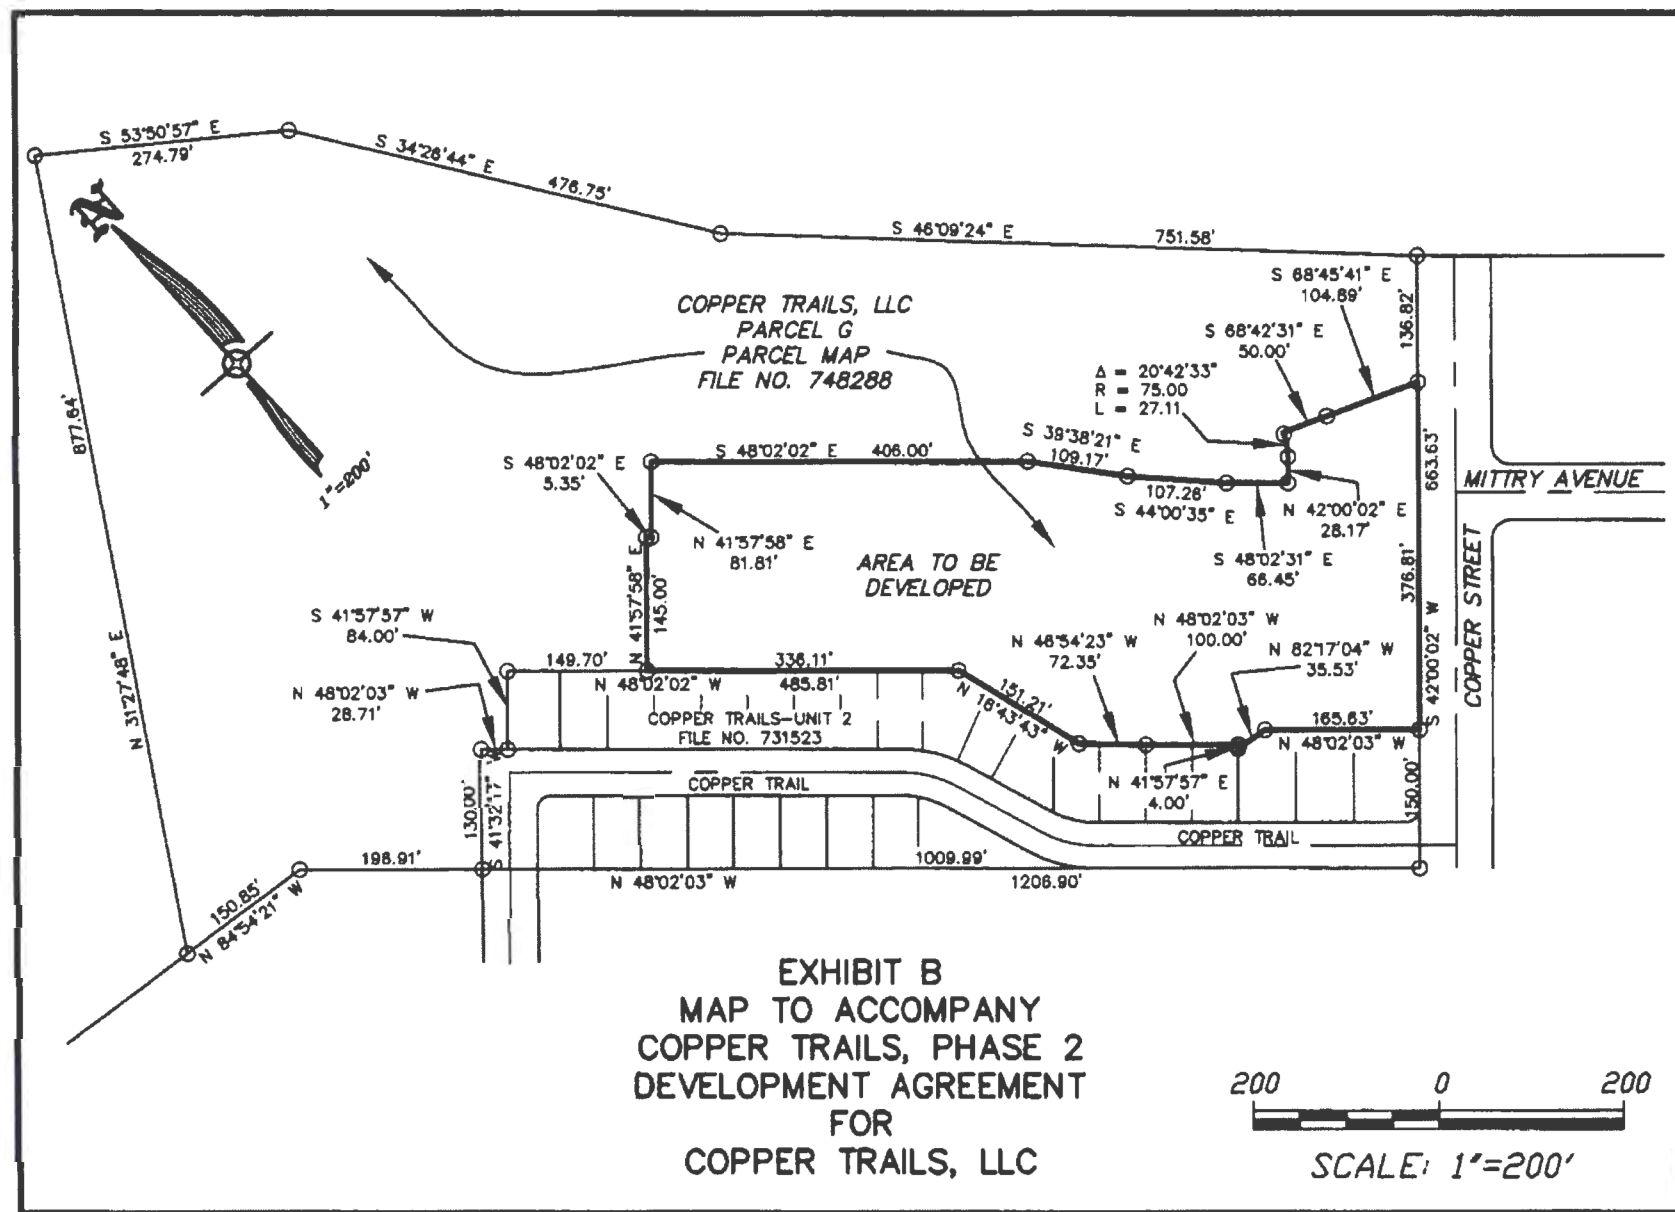 S 53°50'57" E
274.79'
S 34°26'44" E
476.75'
S 46°09'24" E
751.58'
N
1"=200'
COPPER TRAILS, LLC
PARCEL G
PARCEL MAP
FILE NO. 748288
S 68°45'41" E
104.89'
S 68°42'31" E
50.00'
Δ = 20°42'33"
R = 75.00
L = 27.11
136.82'
663.63'
877.64'
N 31°27'48" E
S 48°02'02" E
5.35'
S 48°02'02" E
406.00'
S 39°38'21" E
109.17'
107.26'
S 44°00'35" E
N 42°00'02" E
28.17'
S 48°02'31" E
66.45'
MITTRY AVENUE
N 41°57'58" E
81.81'
N 41°57'58" E
145.00'
AREA TO BE
DEVELOPED
376.81'
S 42°00'02" W
COPPER STREET
S 41°57'57" W
84.00'
149.70'
336.11'
N 48°02'02" W
485.81'
N 46°54'23" W
72.35'
N 48°02'03" W
100.00'
N 82°17'04" W
35.53'
N 48°02'03" W
28.71'
COPPER TRAILS-UNIT 2
FILE NO. 731523
151.21'
N 16°43'43" W
165.63'
N 48°02'03" W
N 41°57'57" E
4.00'
150.00'
COPPER TRAIL
COPPER TRAIL
130.00'
S 41°32'17" W
198.91'
1009.99'
N 48°02'03" W
1206.90'
150.85'
N 84°54'21" W
EXHIBIT B
MAP TO ACCOMPANY
COPPER TRAILS, PHASE 2
DEVELOPMENT AGREEMENT
FOR
COPPER TRAILS, LLC
200 0 200
SCALE: 1"=200'